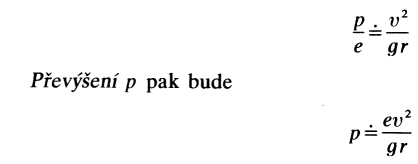 p/e ≐ v²/gr
Převýšení p pak bude
p ≐ ev²/gr